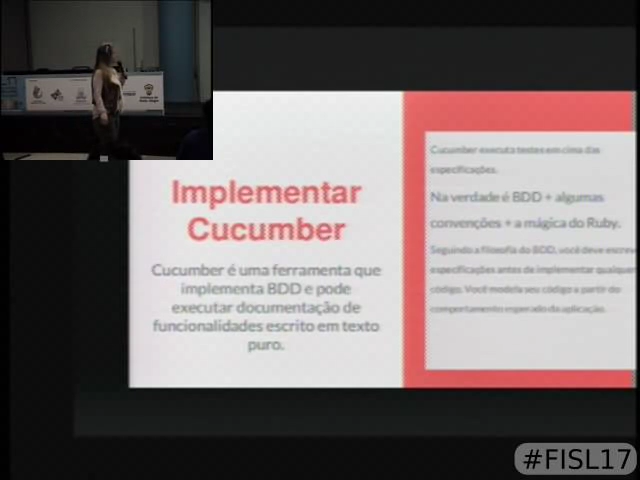 Implementar
Cucumber
Cucumber é uma ferramenta que
implementa BDD e pode
executar documentação de
funcionalidades escrito em texto
puro.
Cucumber executa testes em cima das
especificações.
Na verdade é BDD + algumas
convenções + a mágica do Ruby.
Seguindo a filosofia do BDD, você deve
especificações antes de implementar
código. Você modela seu código a partir do
comportamento esperado da aplicação.
#FISL17